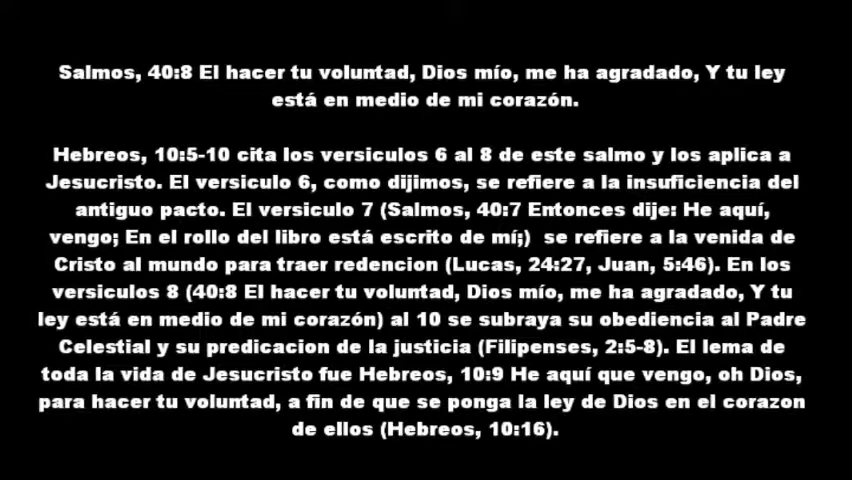 Salmos, 40:8 El hacer tu voluntad, Dios mío, me ha agradado, Y tu ley
está en medio de mi corazón.
Hebreos, 10:5-10 cita los versiculos 6 al 8 de este salmo y los aplica a
Jesucristo. El versiculo 6, como dijimos, se refiere a la insuficiencia del
antiguo pacto. El versiculo 7 (Salmos, 40:7 Entonces dije: He aquí,
vengo; En el rollo del libro está escrito de mí;)  se refiere a la venida de
Cristo al mundo para traer redencion (Lucas, 24:27, Juan, 5:46). En los
versiculos 8 (40:8 El hacer tu voluntad, Dios mío, me ha agradado, Y tu
ley está en medio de mi corazón) al 10 se subraya su obediencia al Padre
Celestial y su predicacion de la justicia (Filipenses, 2:5-8). El lema de
toda la vida de Jesucristo fue Hebreos, 10:9 He aquí que vengo, oh Dios,
para hacer tu voluntad, a fin de que se ponga la ley de Dios en el corazon
de ellos (Hebreos, 10:16).